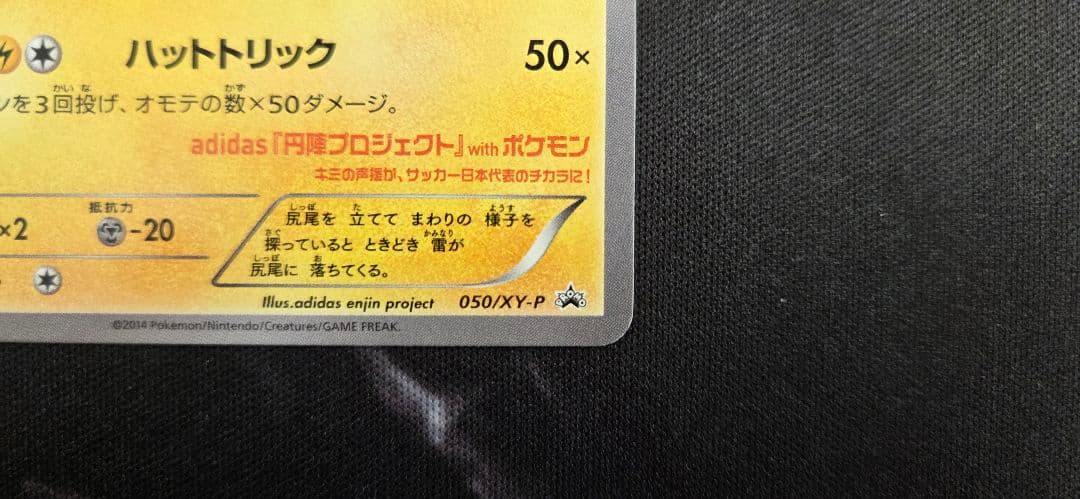 ハットトリック 50×
ンを3回投げ、オモテの数×50ダメージ。
adidas『円陣プロジェクト』with ポケモン
キミの声援が、サッカー日本代表のチカラに!
×2
抵抗力
-20
尻尾を 立てて まわりの 様子を
探っていると ときどき 雷が
尻尾に 落ちてくる。
Illus.adidas enjin project 050/XY-P
©2014 Pokémon/Nintendo/Creatures/GAME FREAK.